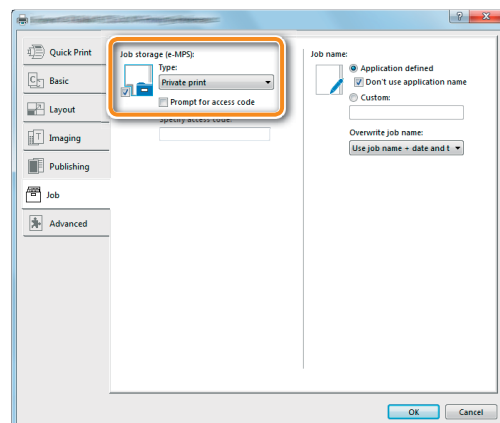 Quick Print
Basic
Layout
Imaging
Publishing
Job
Advanced
Job storage (e-MPS):
Type:
Private print
Prompt for access code
Specify access code:
Job name:
Application defined
Don't use application name
Custom:
Overwrite job name:
Use job name + date and t
OK
Cancel